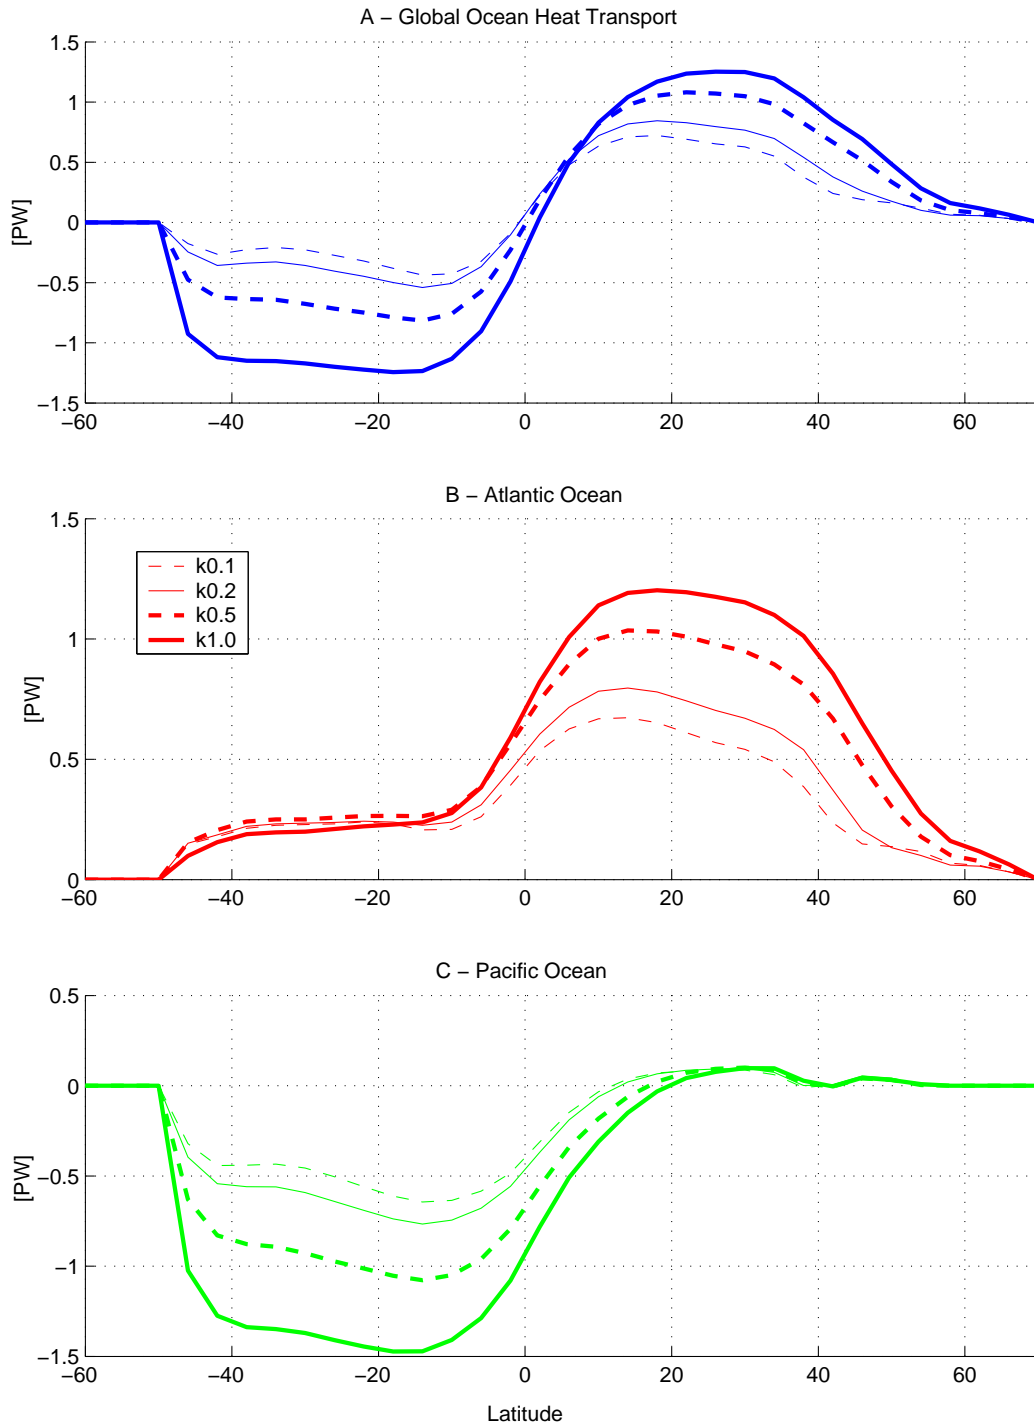 A – Global Ocean Heat Transport
1.5
1
0.5
0
−0.5
−1
−1.5
[PW]
−60 −40 −20 0 20 40 60
B – Atlantic Ocean
1.5
1
0.5
0
[PW]
k0.1
k0.2
k0.5
k1.0
−60 −40 −20 0 20 40 60
C – Pacific Ocean
0.5
0
−0.5
−1
−1.5
[PW]
−60 −40 −20 0 20 40 60
Latitude